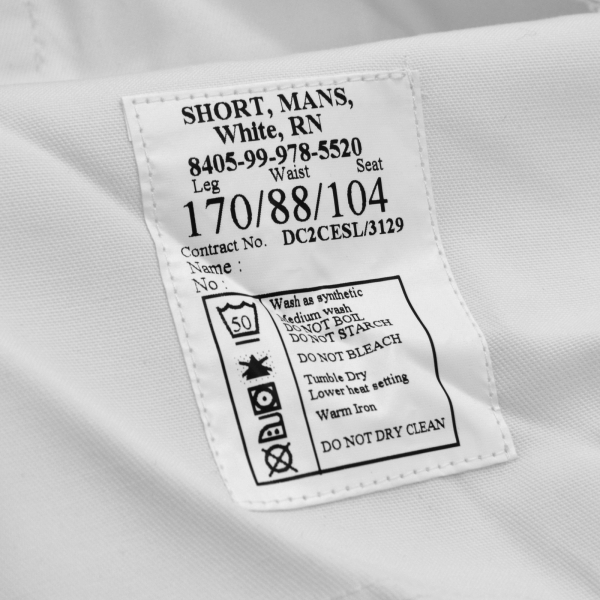 SHORT, MANS,
White, RN
8405-99-978-5520
Leg Waist Seat
170/88/104
Contract No. DC2CESL/3129
Name :
No :
50
Wash as synthetic
Medium wash
DO NOT BOIL
DO NOT STARCH
DO NOT BLEACH
Tumble Dry
Lower heat setting
Warm Iron
DO NOT DRY CLEAN